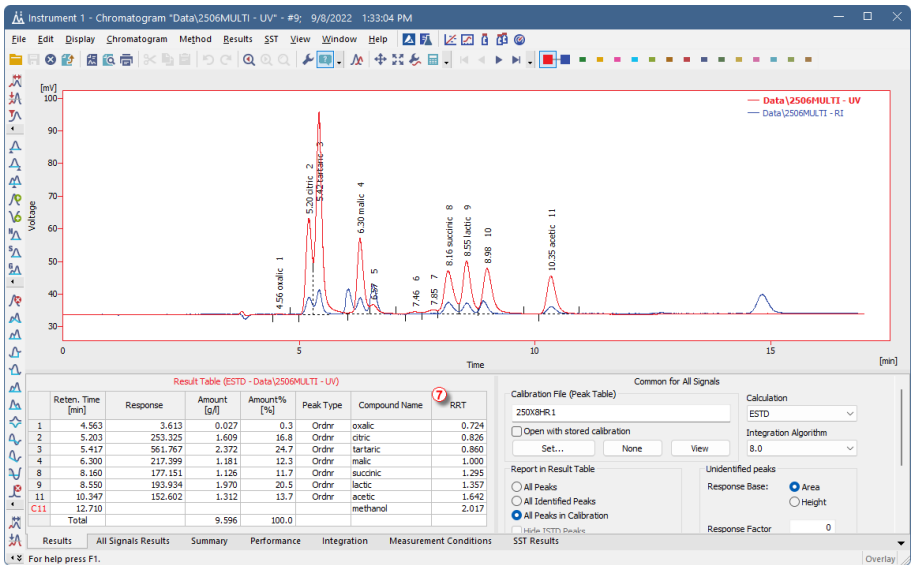 Instrument 1 - Chromatogram "Data\2506MULTI - UV" - #9; 9/8/2022 1:33:04 PM
File Edit Display Chromatogram Method Results SST View Window Help
[mV]
100
90
80
70
60
50
40
30
Voltage
Data\2506MULTI - UV
Data\2506MULTI - RI
4.56 oxalic 1
5.20 citric 2
5.42 tartaric 3
6.30 malic 4
6.57 5
7.46 6
7.85 7
8.16 succinic 8
8.55 lactic 9
8.98 10
10.35 acetic 11
0 5 10 15
Time [min]
Result Table (ESTD - Data\2506MULTI - UV)
7
Reten. Time [min] Response Amount [g/l] Amount% [%] Peak Type Compound Name RRT
1 4.563 3.613 0.027 0.3 Ordnr oxalic 0.724
2 5.203 253.325 1.609 16.8 Ordnr citric 0.826
3 5.417 561.767 2.372 24.7 Ordnr tartaric 0.860
4 6.300 217.399 1.181 12.3 Ordnr malic 1.000
8 8.160 177.151 1.126 11.7 Ordnr succinic 1.295
9 8.550 193.934 1.970 20.5 Ordnr lactic 1.357
11 10.347 152.602 1.312 13.7 Ordnr acetic 1.642
C11 12.710 methanol 2.017
Total 9.596 100.0
Common for All Signals
Calibration File (Peak Table)
250X8HR1
Open with stored calibration
Set... None View
Calculation
ESTD
Integration Algorithm
8.0
Report in Result Table
All Peaks
All Identified Peaks
All Peaks in Calibration
Hide ISTD Peaks
Unidentified peaks
Response Base: Area
Height
Response Factor 0
Results All Signals Results Summary Performance Integration Measurement Conditions SST Results
For help press F1.
Overlay